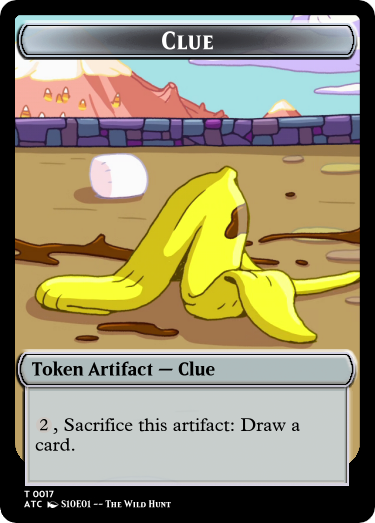 CLUE
Token Artifact — Clue
2, Sacrifice this artifact: Draw a
card.
T 0017
ATC S10E01 -- THE WILD HUNT